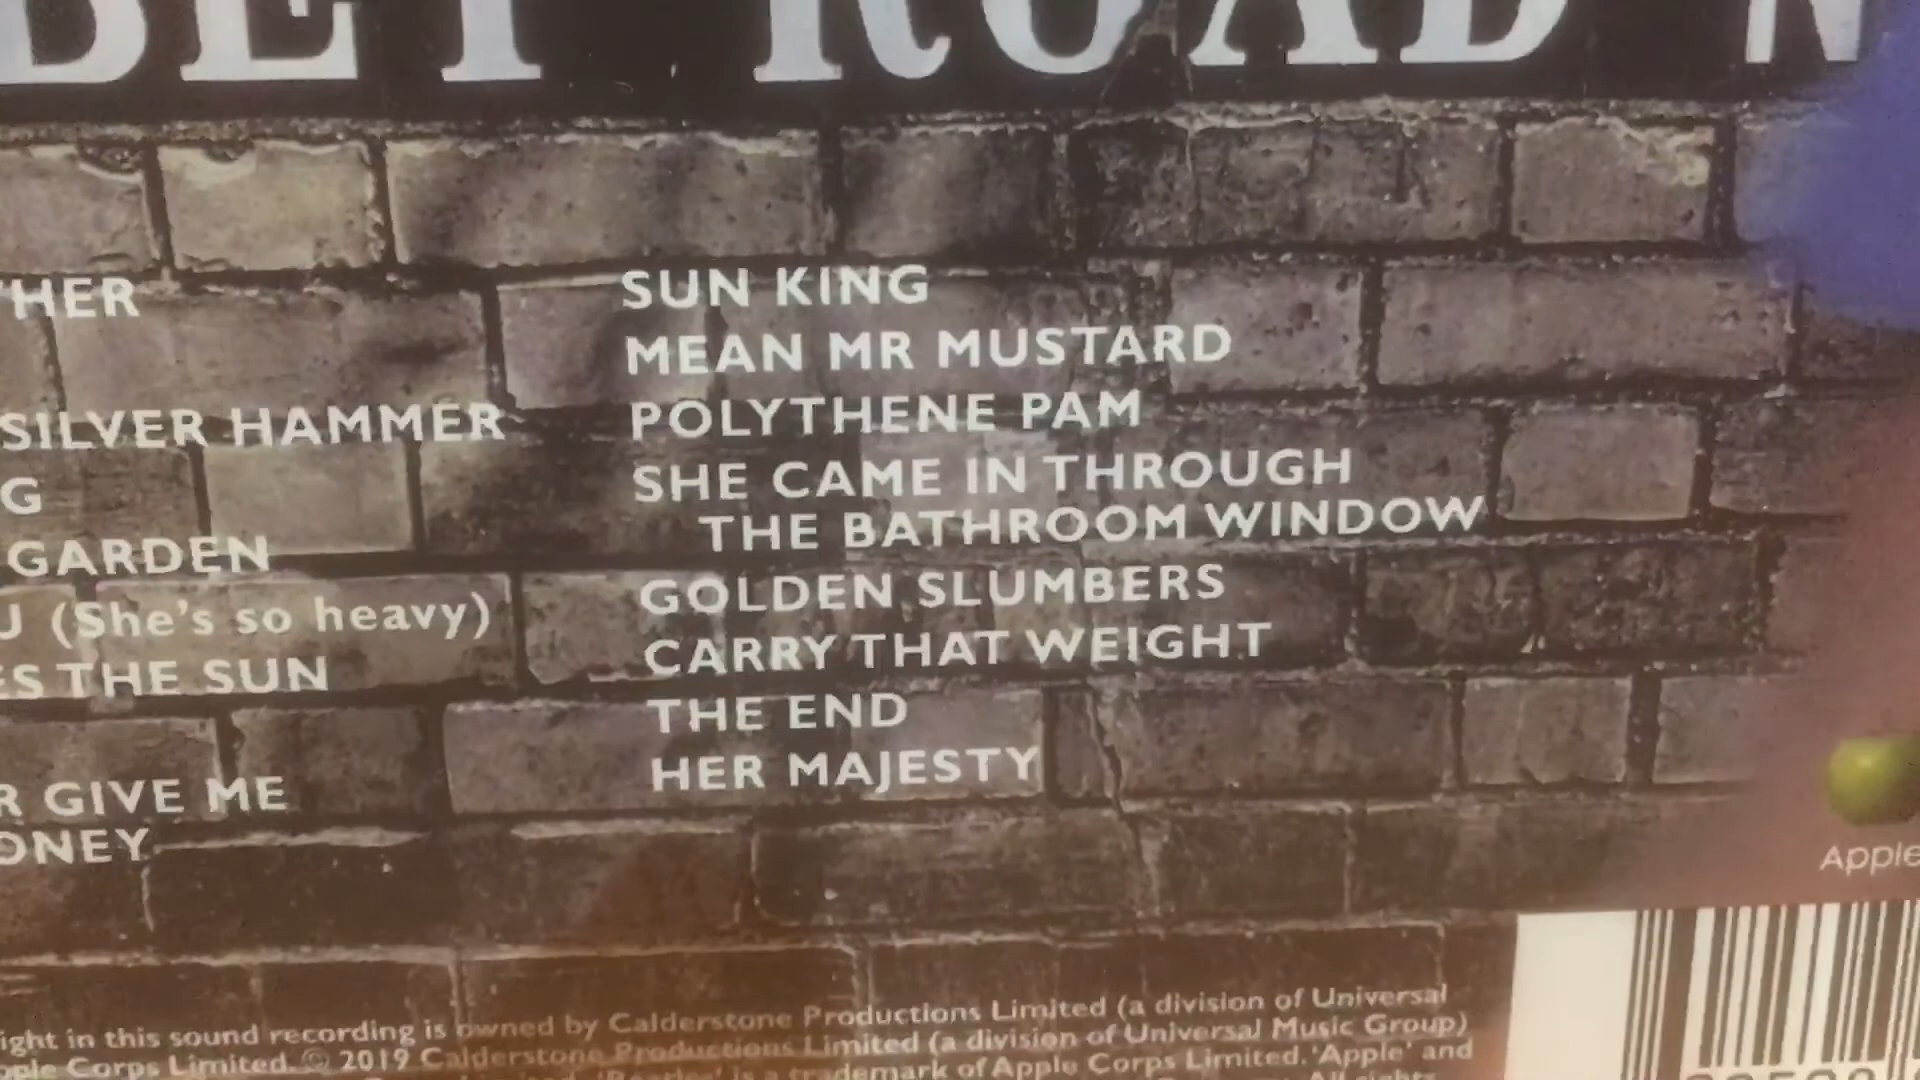 BEY ROAD N
HER
SILVER HAMMER
G
GARDEN
U (She's so heavy)
ES THE SUN
R GIVE ME
ONEY
SUN KING
MEAN MR MUSTARD
POLYTHENE PAM
SHE CAME IN THROUGH
THE BATHROOM WINDOW
GOLDEN SLUMBERS
CARRY THAT WEIGHT
THE END
HER MAJESTY
Apple
ight in this sound recording is owned by Calderstone Productions Limited (a division of Universal
ple Corps Limited. © 2019 Calderstone Productions Limited (a division of Universal Music Group)
'Beatles' is a trademark of Apple Corps Limited. 'Apple' and